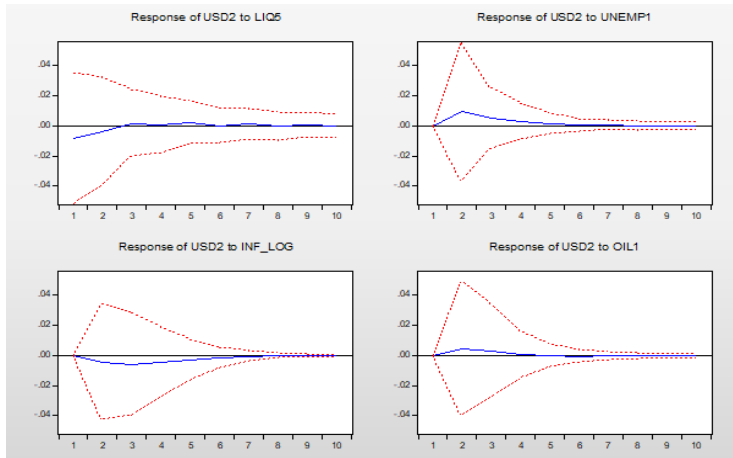 Response of USD2 to LIQ5
.04
.02
.00
-.02
-.04
1 2 3 4 5 6 7 8 9 10
Response of USD2 to UNEMP1
.04
.02
.00
-.02
-.04
1 2 3 4 5 6 7 8 9 10
Response of USD2 to INF_LOG
.04
.02
.00
-.02
-.04
1 2 3 4 5 6 7 8 9 10
Response of USD2 to OIL1
.04
.02
.00
-.02
-.04
1 2 3 4 5 6 7 8 9 10